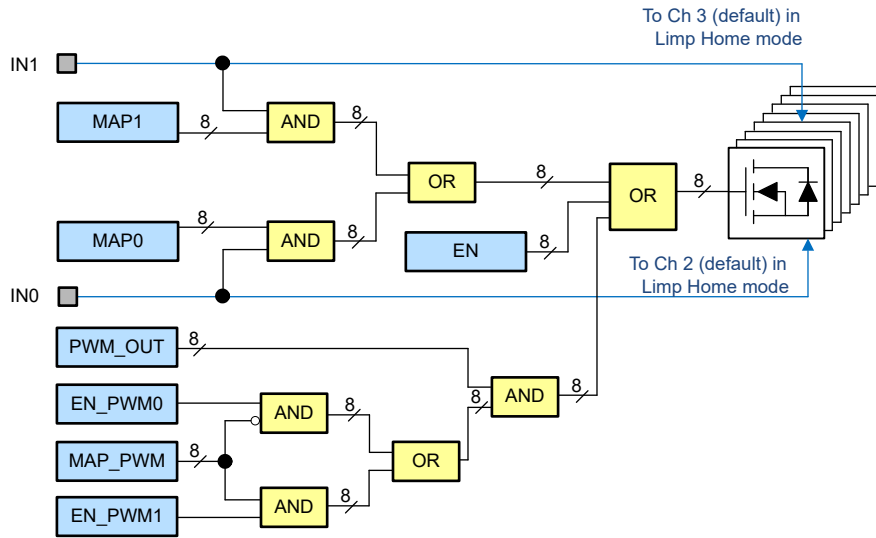 To Ch 3 (default) in
Limp Home mode
IN1
MAP1
8
AND
8
OR
8
OR
8
MAP0
8
AND
8
EN
8
To Ch 2 (default) in
Limp Home mode
IN0
PWM_OUT
8
AND
8
8
EN_PWM0
AND
8
MAP_PWM
8
OR
EN_PWM1
AND
8